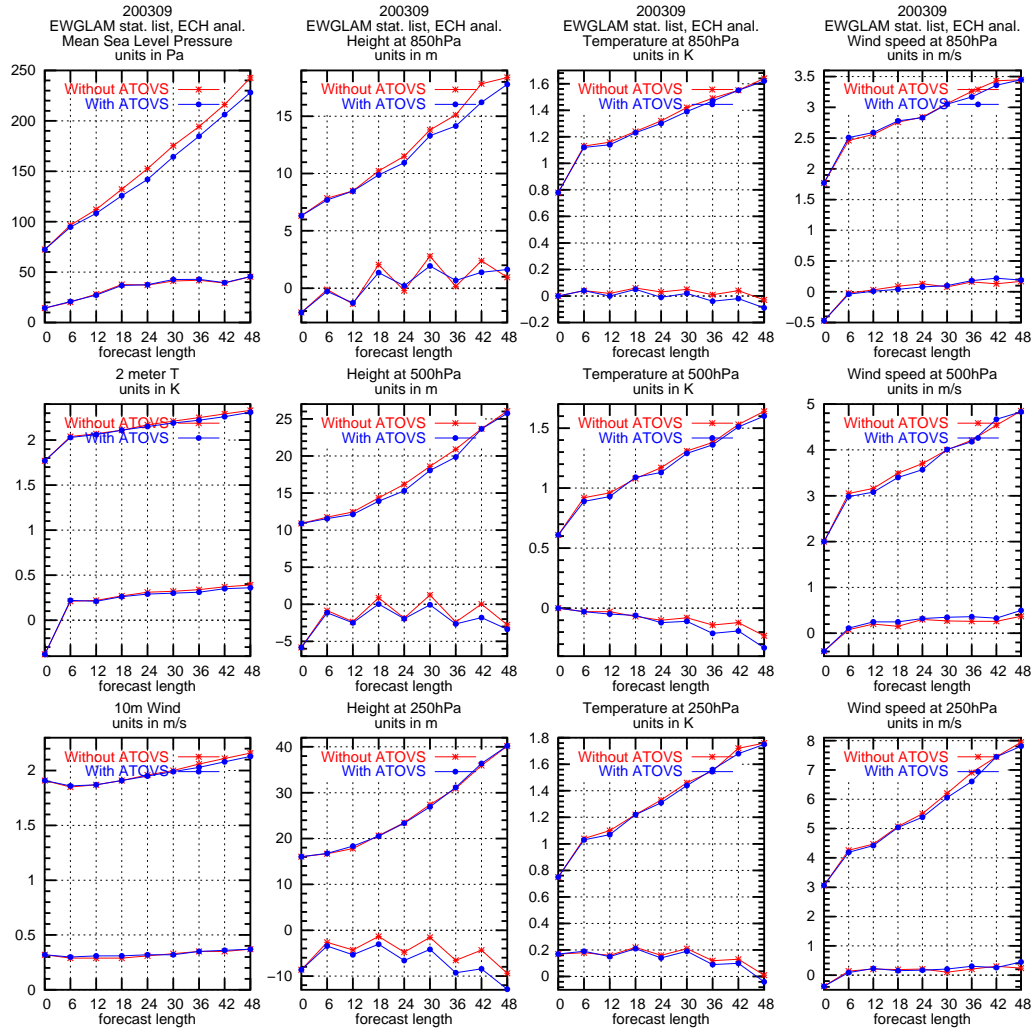 200309
EWGLAM stat. list, ECH anal.
Mean Sea Level Pressure
units in Pa
250
200
150
100
50
0
Without ATOVS
With ATOVS
0 6 12 18 24 30 36 42 48
forecast length
200309
EWGLAM stat. list, ECH anal.
Height at 850hPa
units in m
15
10
5
0
Without ATOVS
With ATOVS
0 6 12 18 24 30 36 42 48
forecast length
200309
EWGLAM stat. list, ECH anal.
Temperature at 850hPa
units in K
1.6
1.4
1.2
1
0.8
0.6
0.4
0.2
0
−0.2
Without ATOVS
With ATOVS
0 6 12 18 24 30 36 42 48
forecast length
200309
EWGLAM stat. list, ECH anal.
Wind speed at 850hPa
units in m/s
3.5
3
2.5
2
1.5
1
0.5
0
−0.5
Without ATOVS
With ATOVS
0 6 12 18 24 30 36 42 48
forecast length
2 meter T
units in K
2
1.5
1
0.5
0
Without ATOVS
With ATOVS
0 6 12 18 24 30 36 42 48
forecast length
Height at 500hPa
units in m
25
20
15
10
5
0
−5
Without ATOVS
With ATOVS
0 6 12 18 24 30 36 42 48
forecast length
Temperature at 500hPa
units in K
1.5
1
0.5
0
Without ATOVS
With ATOVS
0 6 12 18 24 30 36 42 48
forecast length
Wind speed at 500hPa
units in m/s
5
4
3
2
1
0
Without ATOVS
With ATOVS
0 6 12 18 24 30 36 42 48
forecast length
10m Wind
units in m/s
2
1.5
1
0.5
0
Without ATOVS
With ATOVS
0 6 12 18 24 30 36 42 48
forecast length
Height at 250hPa
units in m
40
30
20
10
0
−10
Without ATOVS
With ATOVS
0 6 12 18 24 30 36 42 48
forecast length
Temperature at 250hPa
units in K
1.8
1.6
1.4
1.2
1
0.8
0.6
0.4
0.2
0
Without ATOVS
With ATOVS
0 6 12 18 24 30 36 42 48
forecast length
Wind speed at 250hPa
units in m/s
8
7
6
5
4
3
2
1
0
Without ATOVS
With ATOVS
0 6 12 18 24 30 36 42 48
forecast length